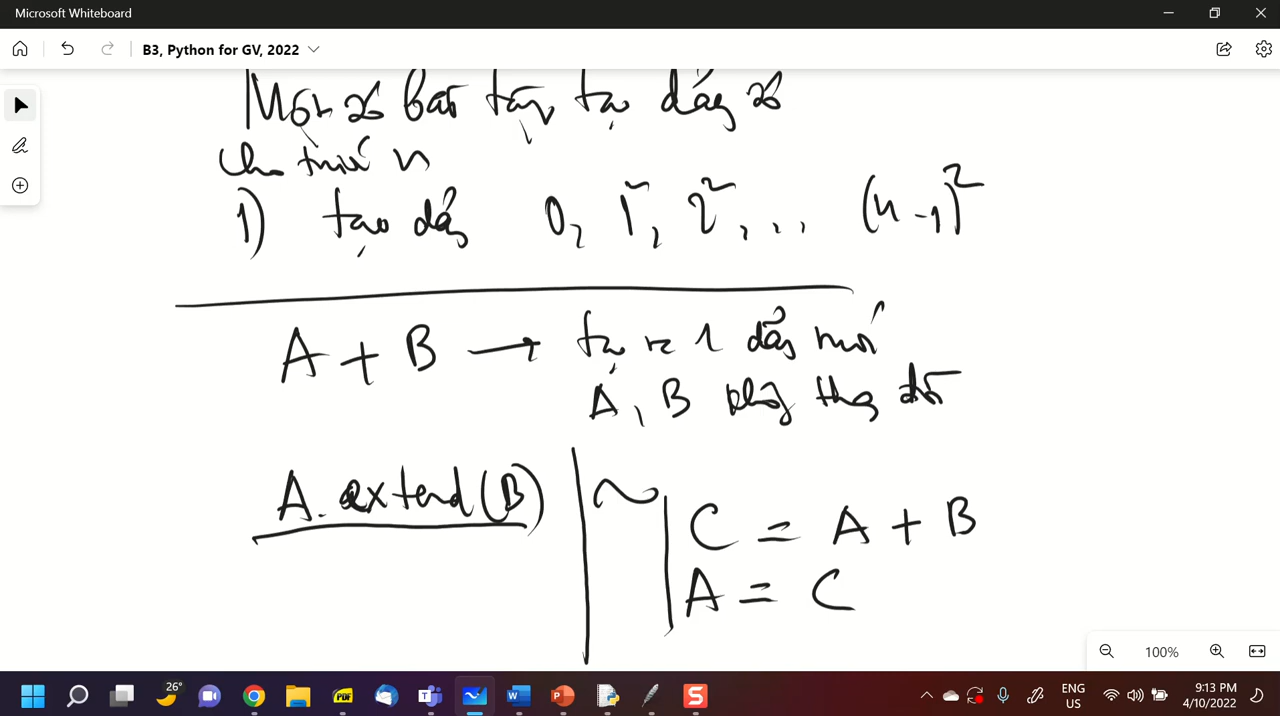 Microsoft Whiteboard
B3, Python for GV, 2022
Một số bài tập tạo dãy số
Cho trước n
1) tạo dãy 0, 1², 2², ... (n-1)²
A + B → tạo ra 1 dãy mới
A, B không thay đổi
A.extend(B) ~ C = A + B
A = C
100%
26°
PDF
ENG
US
9:13 PM
4/10/2022